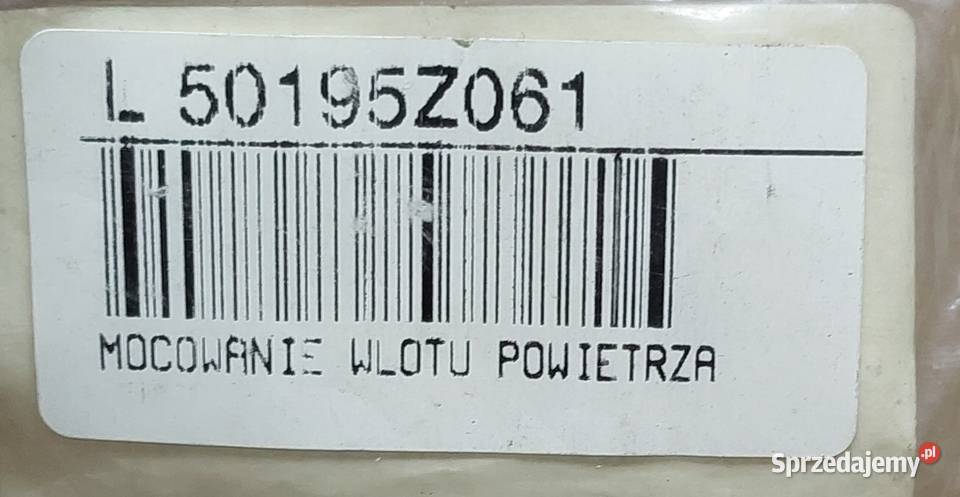 L 50195Z061
MOCOWANIE WLOTU POWIETRZA
Sprzedajemy.pl